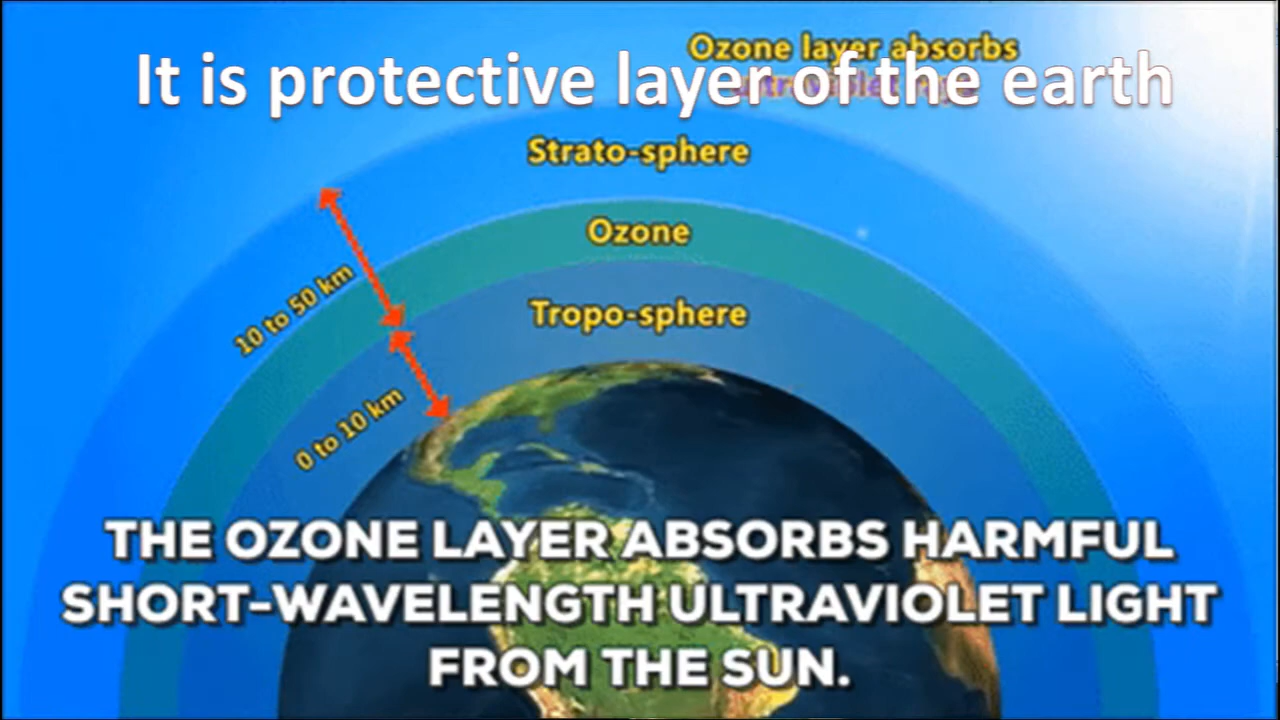 Ozone layer absorbs
It is protective layer of the earth
Strato-sphere
Ozone
Tropo-sphere
10 to 50 km
0 to 10 km
THE OZONE LAYER ABSORBS HARMFUL
SHORT-WAVELENGTH ULTRAVIOLET LIGHT
FROM THE SUN.